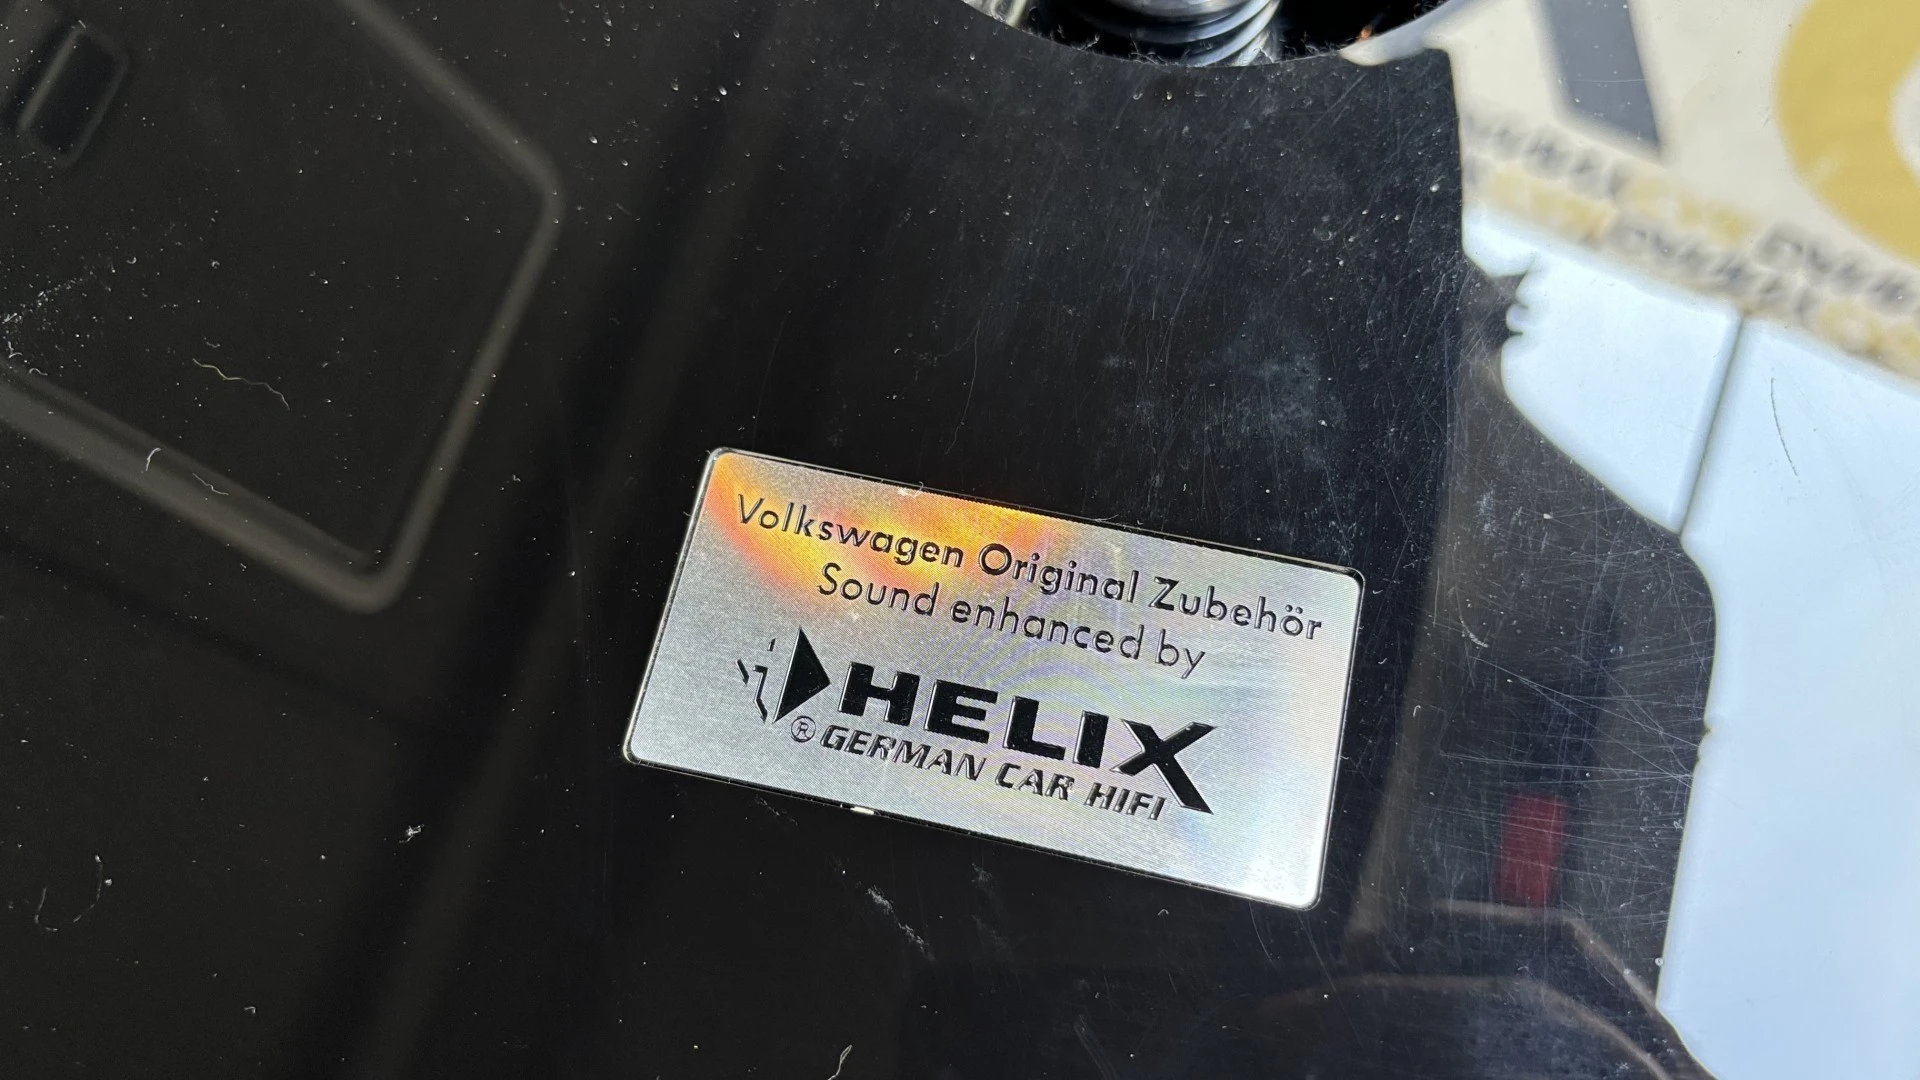 Volkswagen Original Zubehör
Sound enhanced by
HELIX
® GERMAN CAR HIFI